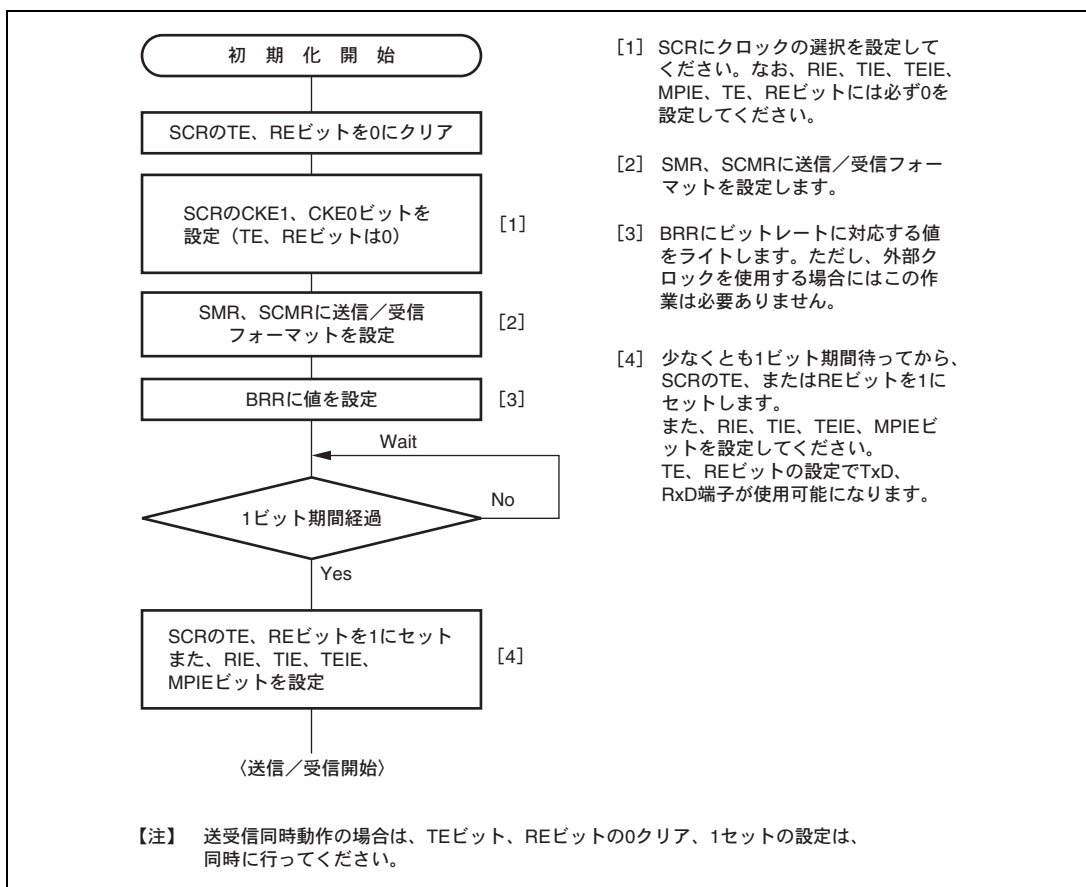 初期化開始
SCRのTE、REビットを0にクリア
SCRのCKE1、CKE0ビットを
設定（TE、REビットは0）
［1］
SMR、SCMRに送信／受信
フォーマットを設定
［2］
BRRに値を設定
［3］
Wait
No
1ビット期間経過
Yes
SCRのTE、REビットを1にセット
また、RIE、TIE、TEIE、
MPIEビットを設定
［4］
〈送信／受信開始〉
［1］ SCRにクロックの選択を設定して
ください。なお、RIE、TIE、TEIE、
MPIE、TE、REビットには必ず0を
設定してください。
［2］ SMR、SCMRに送信／受信フォー
マットを設定します。
［3］ BRRにビットレートに対応する値
をライトします。ただし、外部ク
ロックを使用する場合にはこの作
業は必要ありません。
［4］ 少なくとも1ビット期間待ってから、
SCRのTE、またはREビットを1に
セットします。
また、RIE、TIE、TEIE、MPIEビ
ットを設定してください。
TE、REビットの設定でTxD、
RxD端子が使用可能になります。
【注】 送受信同時動作の場合は、TEビット、REビットの0クリア、1セットの設定は、
同時に行ってください。